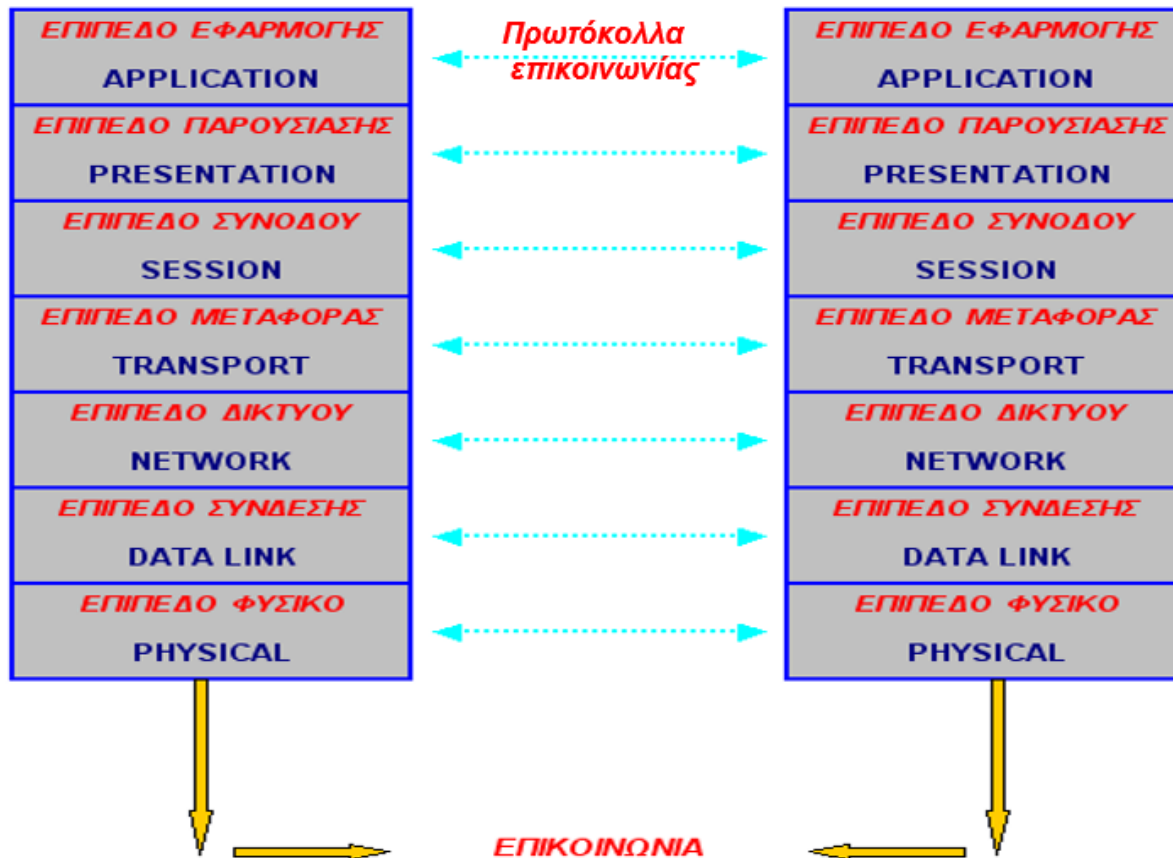 ΕΠΙΠΕΔΟ ΕΦΑΡΜΟΓΗΣ
APPLICATION
ΕΠΙΠΕΔΟ ΠΑΡΟΥΣΙΑΣΗΣ
PRESENTATION
ΕΠΙΠΕΔΟ ΣΥΝΟΔΟΥ
SESSION
ΕΠΙΠΕΔΟ ΜΕΤΑΦΟΡΑΣ
TRANSPORT
ΕΠΙΠΕΔΟ ΔΙΚΤΥΟΥ
NETWORK
ΕΠΙΠΕΔΟ ΣΥΝΔΕΣΗΣ
DATA LINK
ΕΠΙΠΕΔΟ ΦΥΣΙΚΟ
PHYSICAL
Πρωτόκολλα
επικοινωνίας
ΕΠΙΠΕΔΟ ΕΦΑΡΜΟΓΗΣ
APPLICATION
ΕΠΙΠΕΔΟ ΠΑΡΟΥΣΙΑΣΗΣ
PRESENTATION
ΕΠΙΠΕΔΟ ΣΥΝΟΔΟΥ
SESSION
ΕΠΙΠΕΔΟ ΜΕΤΑΦΟΡΑΣ
TRANSPORT
ΕΠΙΠΕΔΟ ΔΙΚΤΥΟΥ
NETWORK
ΕΠΙΠΕΔΟ ΣΥΝΔΕΣΗΣ
DATA LINK
ΕΠΙΠΕΔΟ ΦΥΣΙΚΟ
PHYSICAL
ΕΠΙΚΟΙΝΩΝΙΑ